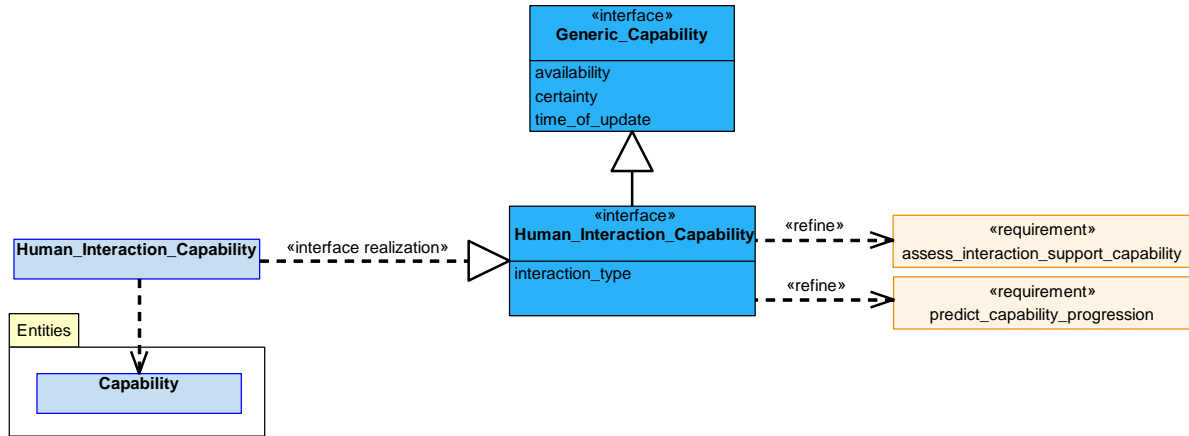 «interface»
Generic_Capability
availability
certainty
time_of_update
«interface»
Human_Interaction_Capability
interaction_type
Human_Interaction_Capability
«interface realization»
«refine»
«requirement»
assess_interaction_support_capability
«refine»
«requirement»
predict_capability_progression
Entities
Capability